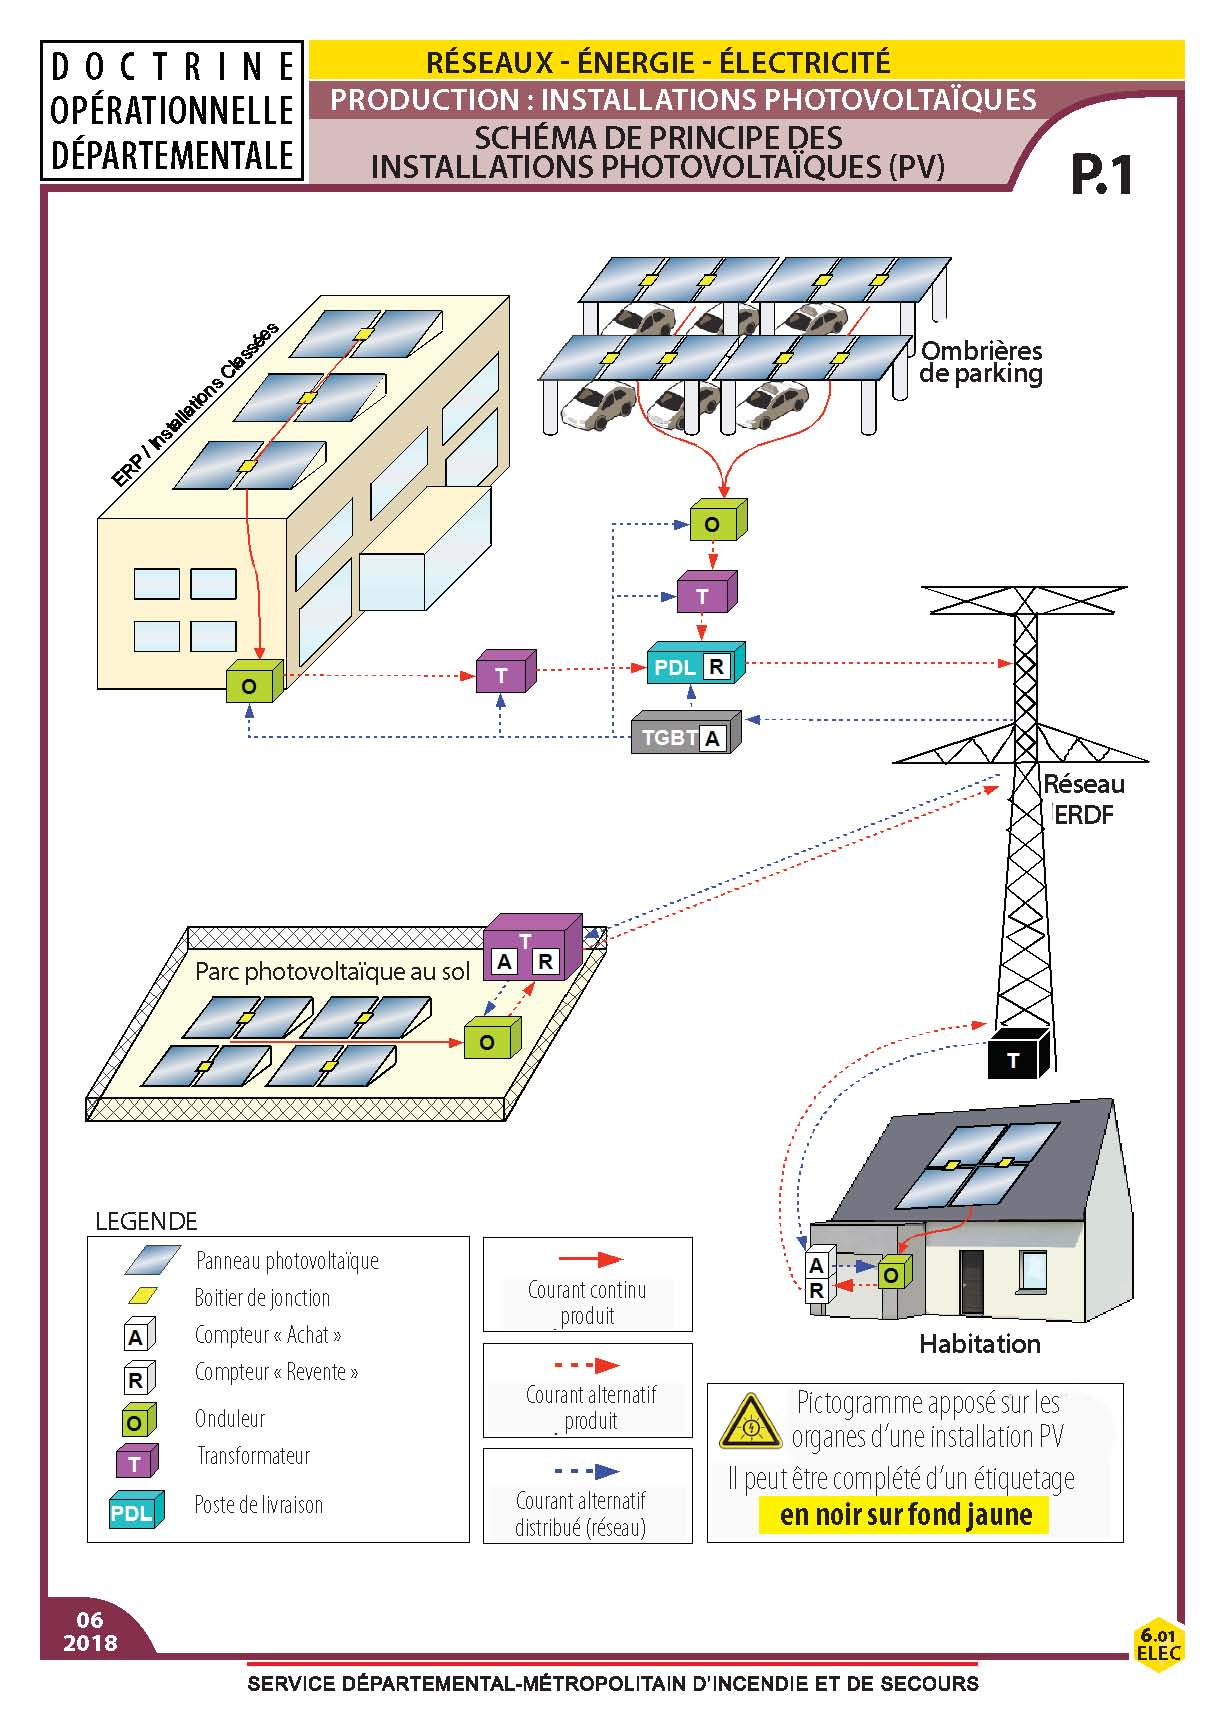 DOCTRINE
OPÉRATIONNELLE
DÉPARTEMENTALE
RÉSEAUX - ÉNERGIE - ÉLECTRICITÉ
PRODUCTION : INSTALLATIONS PHOTOVOLTAÏQUES
SCHÉMA DE PRINCIPE DES
INSTALLATIONS PHOTOVOLTAÏQUES (PV)
P.1
ERP / Installations Classées
Ombrières
de parking
O
T
PDL R
O
T
TGBT A
Réseau
ERDF
T
A R
Parc photovoltaïque au sol
O
T
A
R
O
Habitation
LEGENDE
Panneau photovoltaïque
Boitier de jonction
A Compteur « Achat »
R Compteur « Revente »
O Onduleur
T Transformateur
PDL Poste de livraison
Courant continu
produit
Courant alternatif
produit
Courant alternatif
distribué (réseau)
Pictogramme apposé sur les
organes d'une installation PV
Il peut être complété d'un étiquetage
en noir sur fond jaune
06
2018
6.01
ELEC
SERVICE DÉPARTEMENTAL-MÉTROPOLITAIN D'INCENDIE ET DE SECOURS